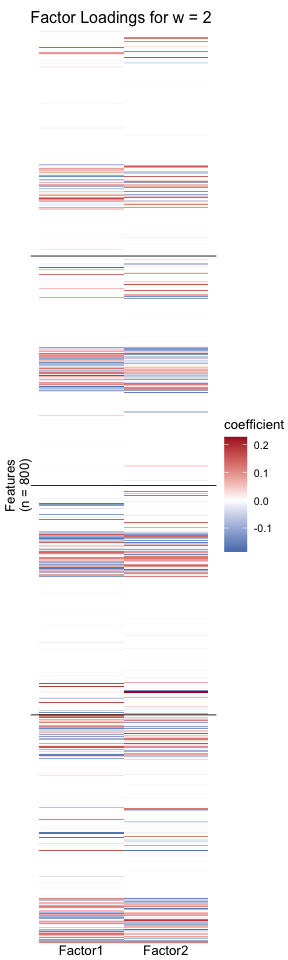 Factor Loadings for w = 2
Features
(n = 800)
coefficient
0.2
0.1
0.0
-0.1
Factor1
Factor2